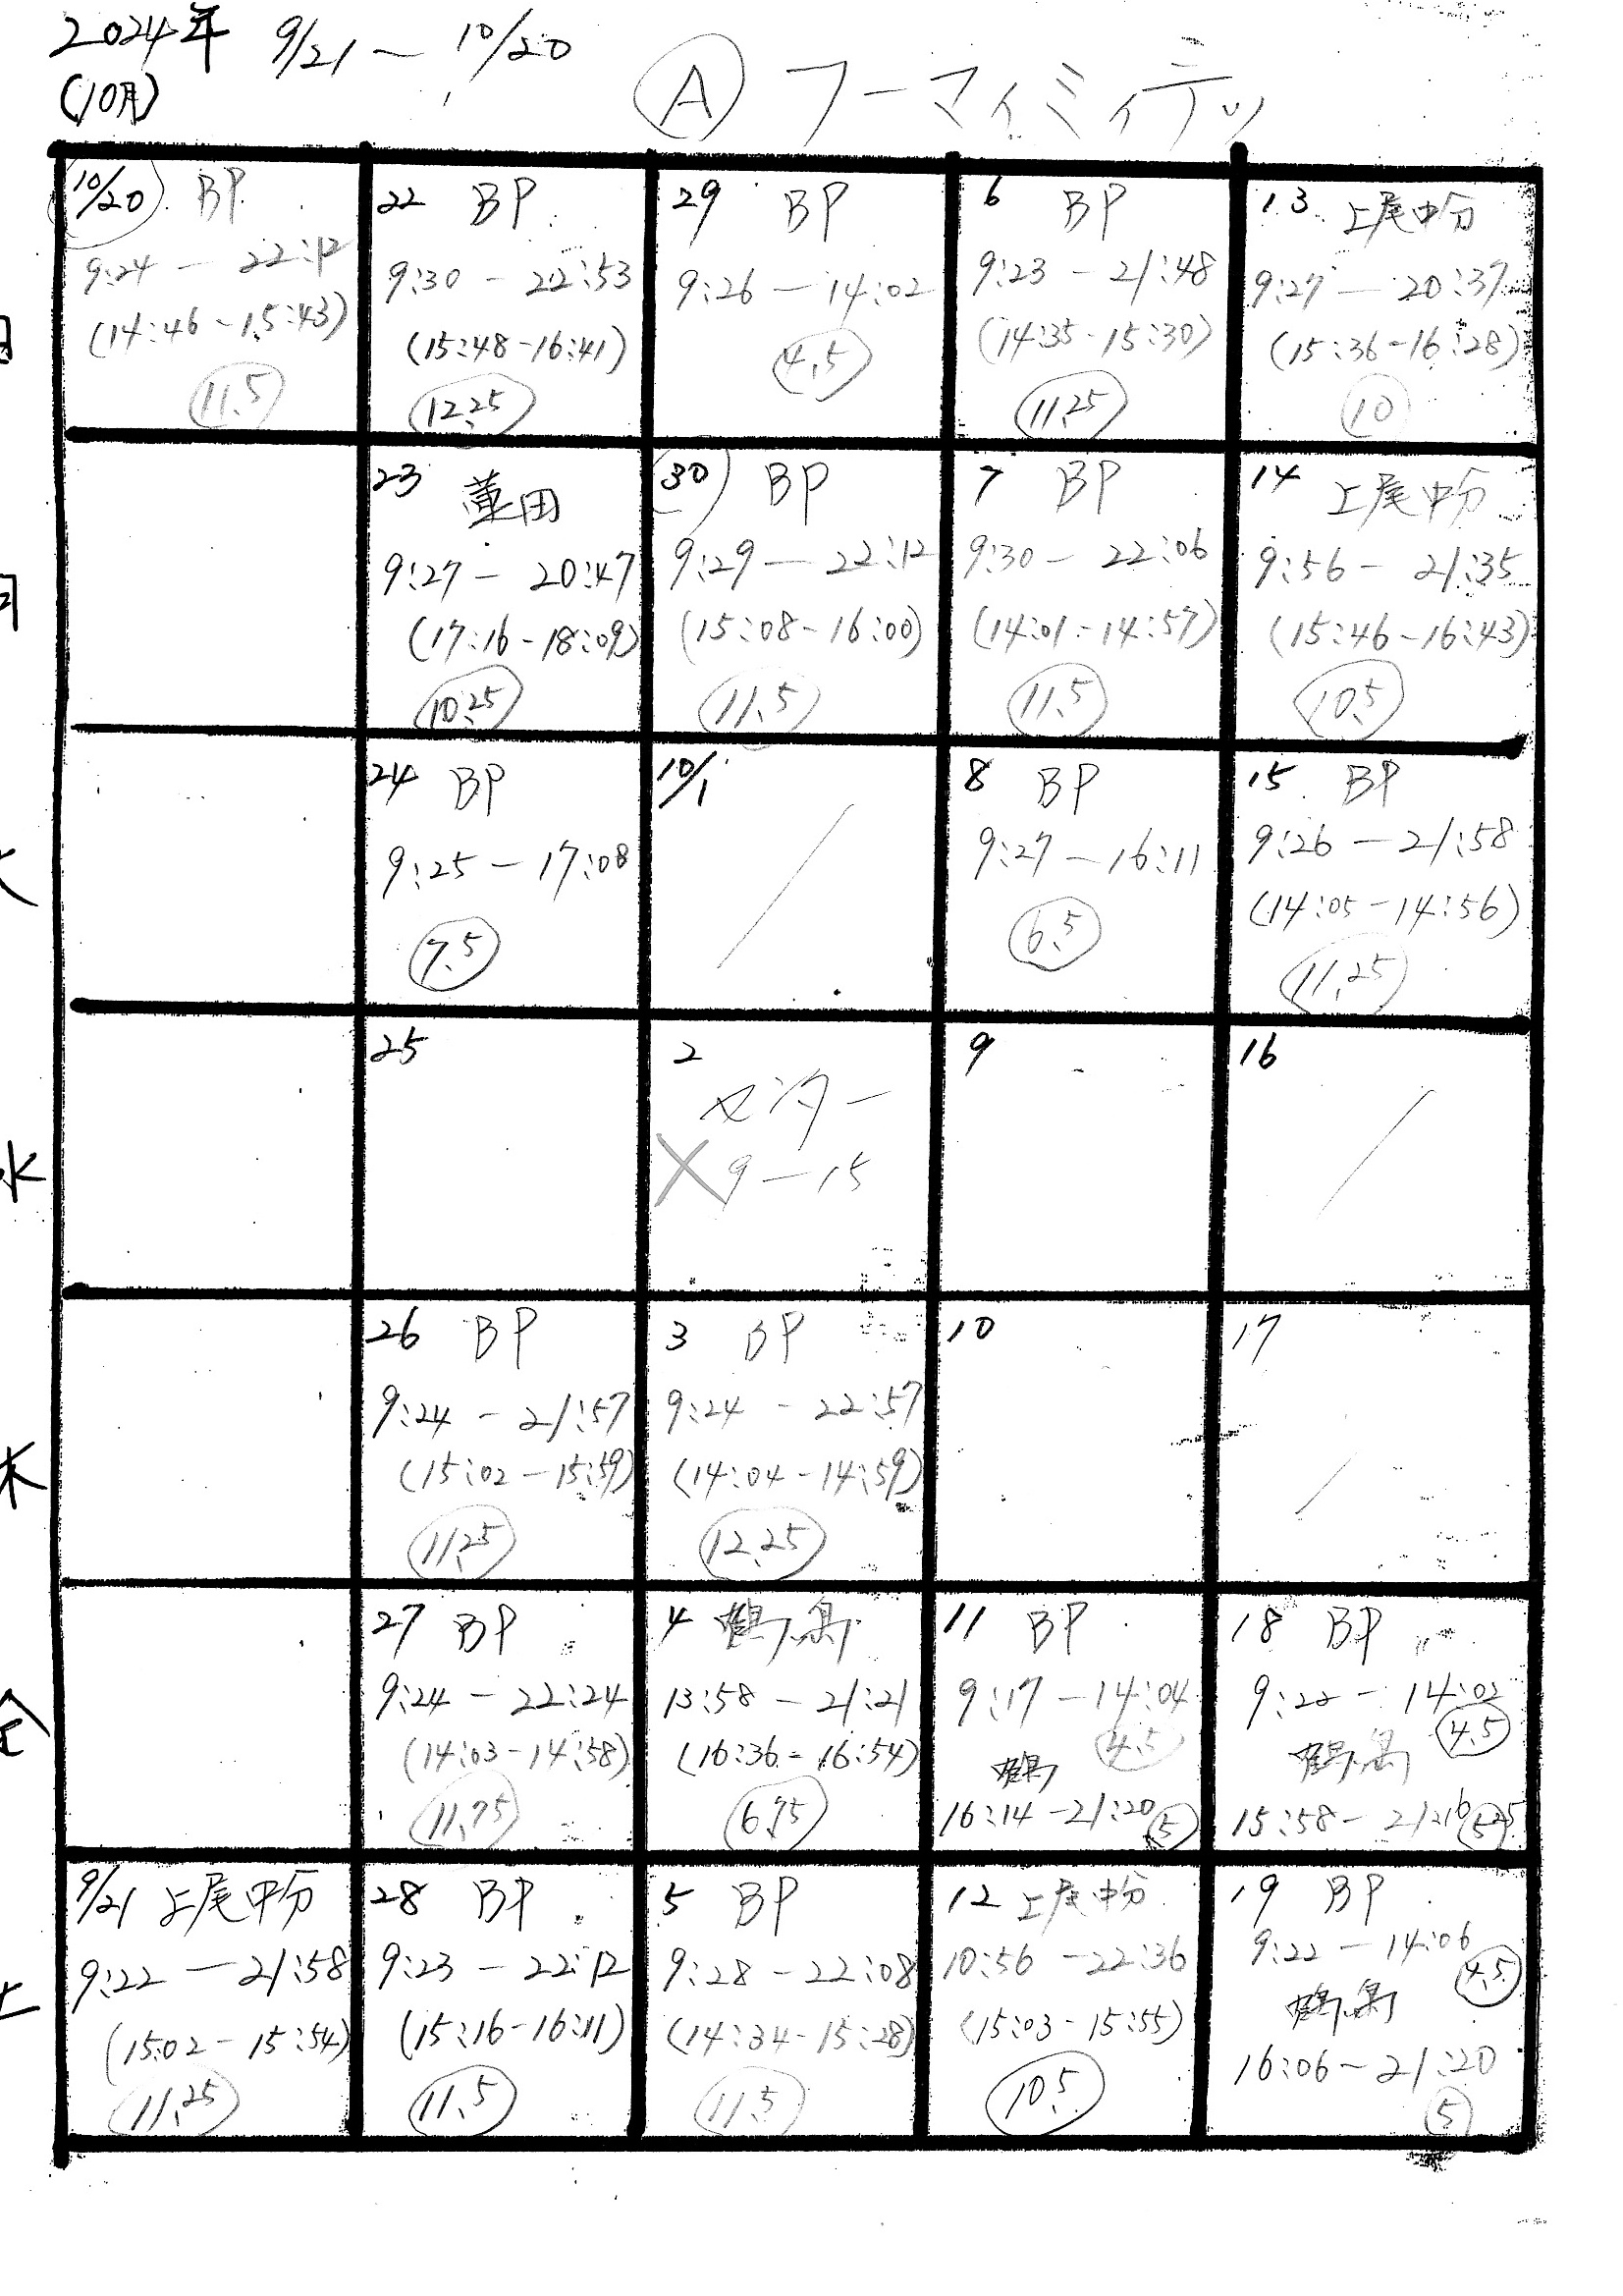 2024年 9/21 ~ 10/20
(10月)
Ⓐ フーマイミイテツ
日
10/20 BP
9:24 - 22:12
(14:46 - 15:43)
11.5
22 BP
9:30 - 22:53
(15:48-16:41)
12.25
29 BP
9:26 - 14:02
4.5
6 BP
9:23 - 21:48
(14:35-15:30)
11.25
13 上尾中分
9:27 - 20:37
(15:36-16:28)
10
月
23 蓮田
9:27 - 20:47
(17:16-18:09)
10.25
30 BP
9:29 - 22:12
(15:08-16:00)
11.5
7 BP
9:30 - 22:06
(14:01-14:57)
11.5
14 上尾中分
9:56 - 21:35
(15:46-16:43)
10.5
火
24 BP
9:25 - 17:08
7.5
10/1
8 BP
9:27 - 16:11
6.5
15 BP
9:26 - 21:58
(14:05-14:56)
11.25
水
25
2
X 9-15
9
16
木
26 BP
9:24 - 21:57
(15:02-15:59)
11.25
3 BP
9:24 - 22:57
(14:04-14:59)
12.25
10
17
金
27 BP
9:24 - 22:24
(14:03-14:58)
11.75
4 鶴ヶ島
13:58 - 21:21
(16:36-16:54)
6.75
11 BP
9:17 - 14:04
4.5
鶴
16:14 - 21:20 5
18 BP
9:22 - 14:02
4.5
鶴ヶ島
15:58 - 21:16 5.25
土
9/21 上尾中分
9:22 - 21:58
(15:02 - 15:54)
11.25
28 BP
9:23 - 22:12
(15:16-16:11)
11.5
5 BP
9:28 - 22:08
(14:34-15:28)
11.5
12 上尾中分
10:56 - 22:36
(15:03-15:55)
10.5
19 BP
9:22 - 14:06
4.5
鶴ヶ島
16:06 - 21:20
5